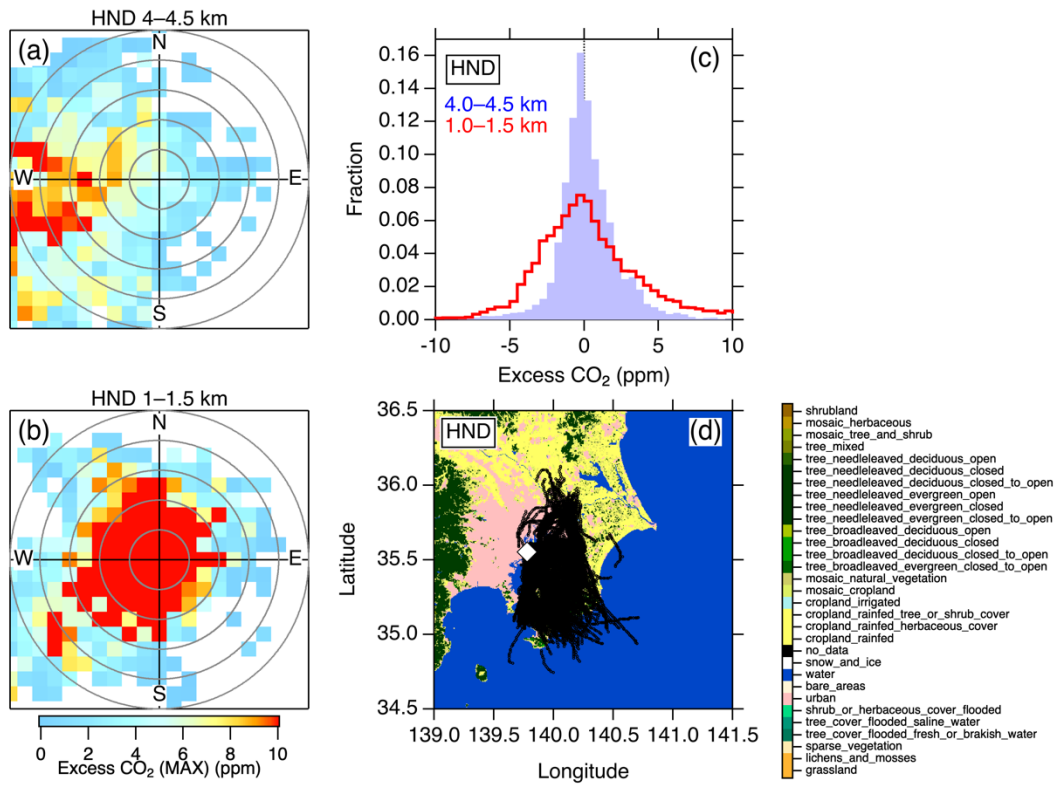 HND 4–4.5 km
(a)
N
W
E
S
(c)
HND
4.0–4.5 km
1.0–1.5 km
Fraction
0.16
0.14
0.12
0.10
0.08
0.06
0.04
0.02
0.00
-10
-5
0
5
10
Excess CO₂ (ppm)
HND 1–1.5 km
(b)
N
W
E
S
0
2
4
6
8
10
Excess CO₂ (MAX) (ppm)
HND
(d)
Latitude
36.5
36.0
35.5
35.0
34.5
139.0
139.5
140.0
140.5
141.0
141.5
Longitude
shrubland
mosaic_herbaceous
mosaic_tree_and_shrub
tree_mixed
tree_needleleaved_deciduous_open
tree_needleleaved_deciduous_closed
tree_needleleaved_deciduous_closed_to_open
tree_needleleaved_evergreen_open
tree_needleleaved_evergreen_closed
tree_needleleaved_evergreen_closed_to_open
tree_broadleaved_deciduous_open
tree_broadleaved_deciduous_closed
tree_broadleaved_deciduous_closed_to_open
tree_broadleaved_evergreen_closed_to_open
mosaic_natural_vegetation
mosaic_cropland
cropland_irrigated
cropland_rainfed_tree_or_shrub_cover
cropland_rainfed_herbaceous_cover
cropland_rainfed
no_data
snow_and_ice
water
bare_areas
urban
shrub_or_herbaceous_cover_flooded
tree_cover_flooded_saline_water
tree_cover_flooded_fresh_or_brakish_water
sparse_vegetation
lichens_and_mosses
grassland